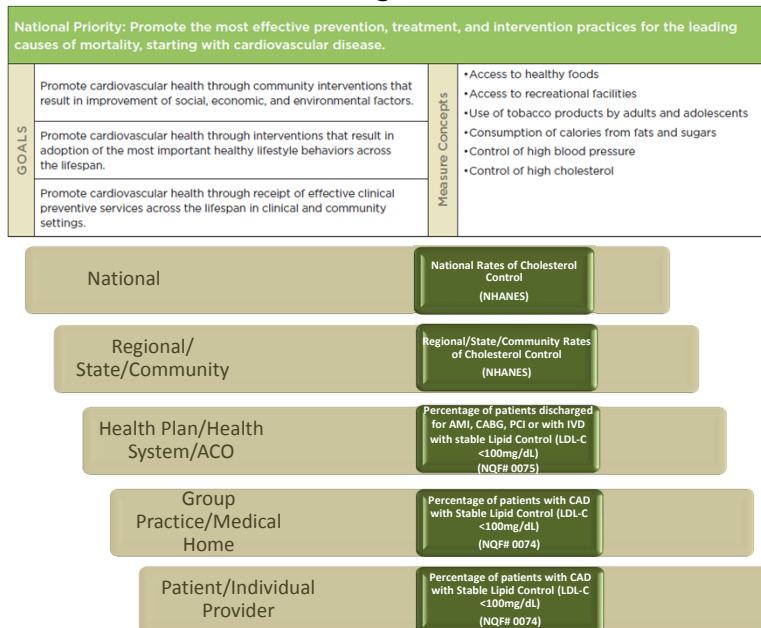 National Priority: Promote the most effective prevention, treatment, and intervention practices for the leading
causes of mortality, starting with cardiovascular disease.
GOALS
Promote cardiovascular health through community interventions that
result in improvement of social, economic, and environmental factors.
Promote cardiovascular health through interventions that result in
adoption of the most important healthy lifestyle behaviors across
the lifespan.
Promote cardiovascular health through receipt of effective clinical
preventive services across the lifespan in clinical and community
settings.
Measure Concepts
•Access to healthy foods
•Access to recreational facilities
•Use of tobacco products by adults and adolescents
•Consumption of calories from fats and sugars
•Control of high blood pressure
•Control of high cholesterol
National
National Rates of Cholesterol
Control
(NHANES)
Regional/
State/Community
Regional/State/Community Rates
of Cholesterol Control
(NHANES)
Health Plan/Health
System/ACO
Percentage of patients discharged
for AMI, CABG, PCI or with IVD
with stable Lipid Control (LDL-C
<100mg/dL)
(NQF# 0075)
Group
Practice/Medical
Home
Percentage of patients with CAD
with Stable Lipid Control (LDL-C
<100mg/dL)
(NQF# 0074)
Patient/Individual
Provider
Percentage of patients with CAD
with Stable Lipid Control (LDL-C
<100mg/dL)
(NQF# 0074)